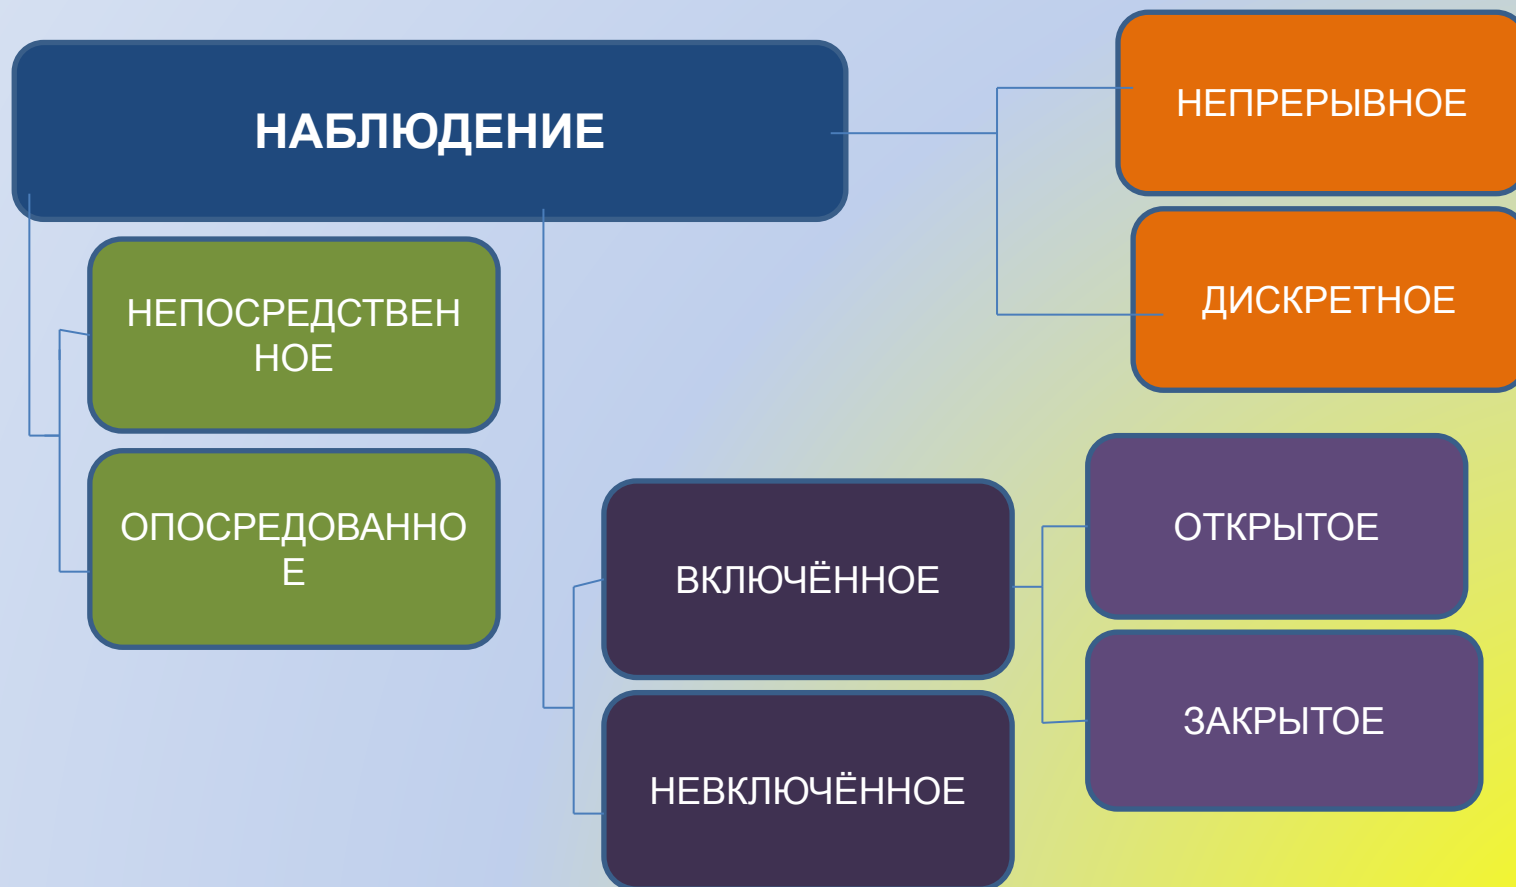 НАБЛЮДЕНИЕ
НЕПРЕРЫВНОЕ
ДИСКРЕТНОЕ
НЕПОСРЕДСТВЕН
НОЕ
ОПОСРЕДОВАННО
Е
ВКЛЮЧЁННОЕ
НЕВКЛЮЧЁННОЕ
ОТКРЫТОЕ
ЗАКРЫТОЕ